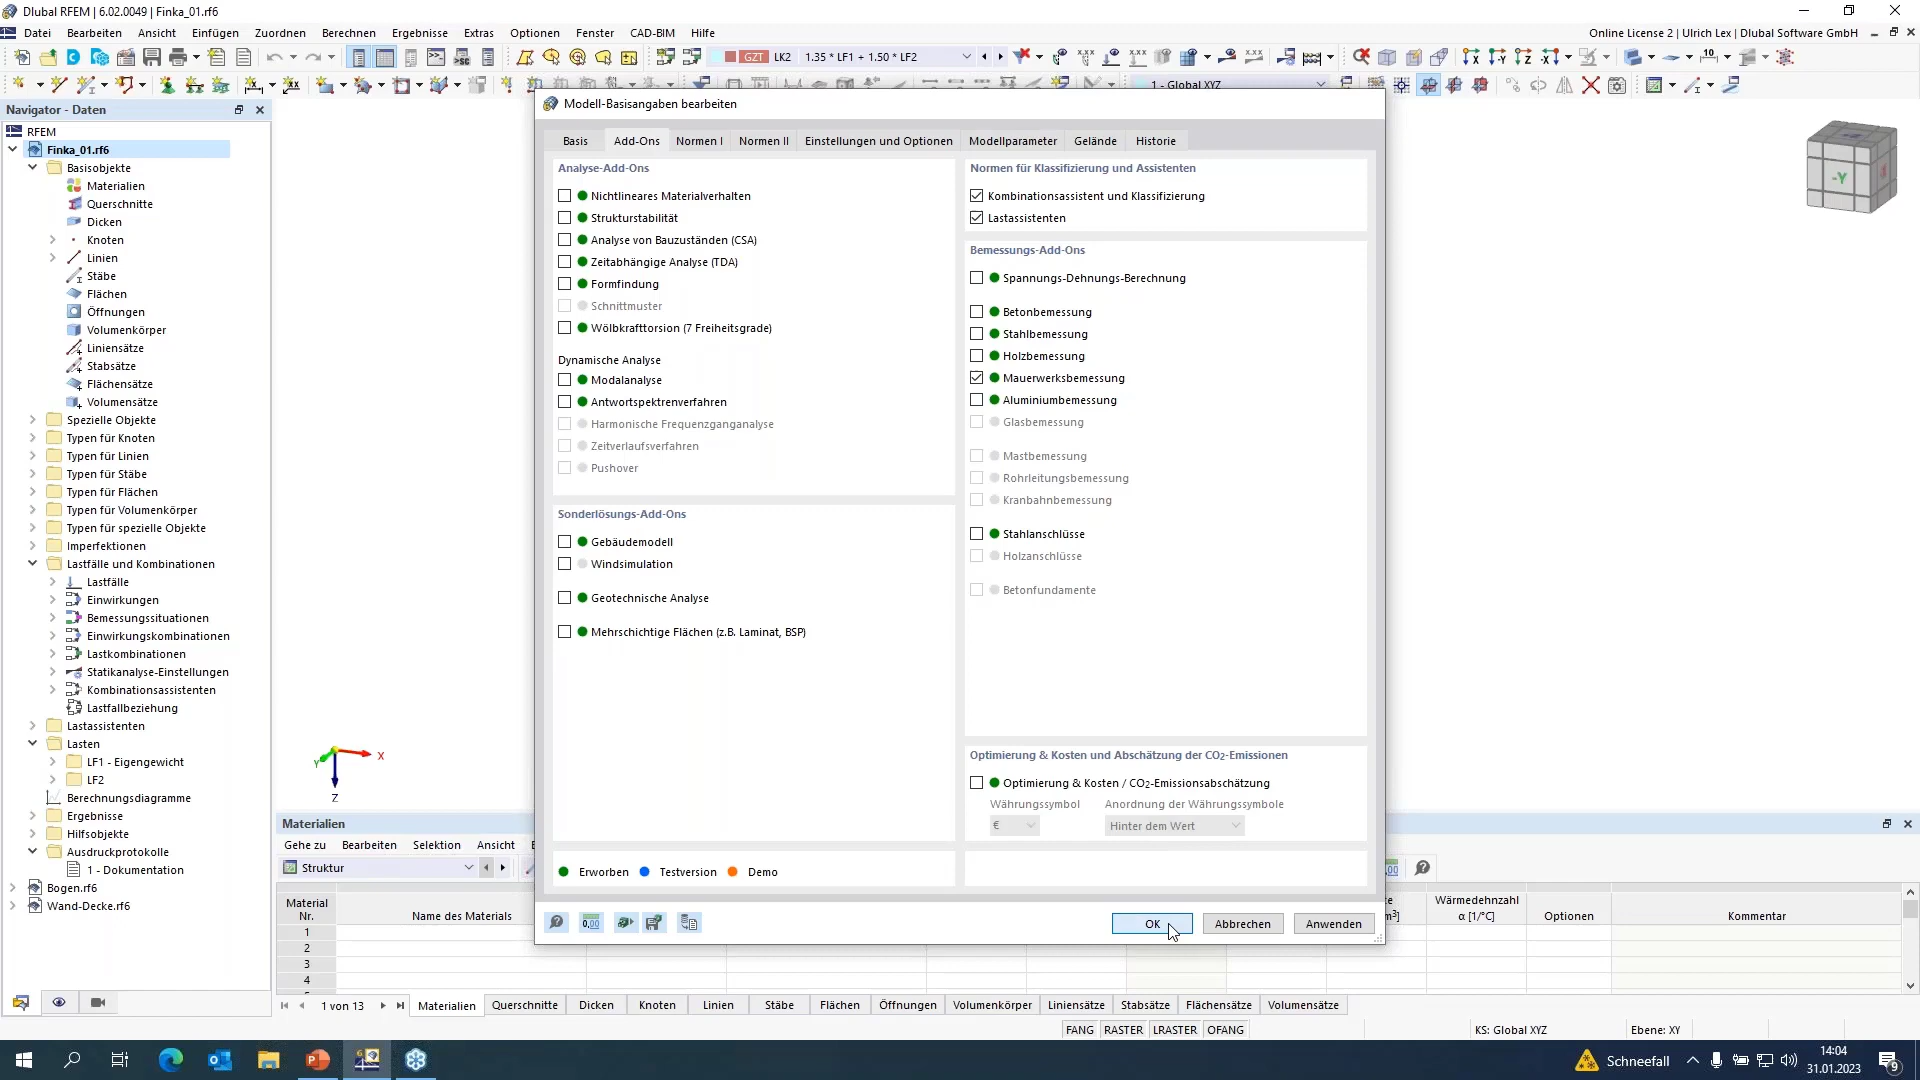 Dlubal RFEM | 6.02.0049 | Finka_01.rf6
Datei Bearbeiten Ansicht Einfügen Zuordnen Berechnen Ergebnisse Extras Optionen Fenster CAD-BIM Hilfe
Online License 2 | Ulrich Lex | Dlubal Software GmbH
GZT LK2 1.35 * LF1 + 1.50 * LF2
1 - Global XYZ
Navigator - Daten
RFEM
Finka_01.rf6
Basisobjekte
Materialien
Querschnitte
Dicken
Knoten
Linien
Stäbe
Flächen
Öffnungen
Volumenkörper
Liniensätze
Stabsätze
Flächensätze
Volumensätze
Spezielle Objekte
Typen für Knoten
Typen für Linien
Typen für Stäbe
Typen für Flächen
Typen für Volumenkörper
Typen für spezielle Objekte
Imperfektionen
Lastfälle und Kombinationen
Lastfälle
Einwirkungen
Bemessungssituationen
Einwirkungskombinationen
Lastkombinationen
Statikanalyse-Einstellungen
Kombinationsassistenten
Lastfallbeziehung
Lastassistenten
Lasten
LF1 - Eigengewicht
LF2
Berechnungsdiagramme
Ergebnisse
Hilfsobjekte
Ausdruckprotokolle
1 - Dokumentation
Bogen.rf6
Wand-Decke.rf6
Modell-Basisangaben bearbeiten
Basis Add-Ons Normen I Normen II Einstellungen und Optionen Modellparameter Gelände Historie
Analyse-Add-Ons
Nichtlineares Materialverhalten
Strukturstabilität
Analyse von Bauzuständen (CSA)
Zeitabhängige Analyse (TDA)
Formfindung
Schnittmuster
Wölbkrafttorsion (7 Freiheitsgrade)
Dynamische Analyse
Modalanalyse
Antwortspektrenverfahren
Harmonische Frequenzganganalyse
Zeitverlaufsverfahren
Pushover
Sonderlösungs-Add-Ons
Gebäudemodell
Windsimulation
Geotechnische Analyse
Mehrschichtige Flächen (z.B. Laminat, BSP)
Erworben Testversion Demo
Normen für Klassifizierung und Assistenten
Kombinationsassistent und Klassifizierung
Lastassistenten
Bemessungs-Add-Ons
Spannungs-Dehnungs-Berechnung
Betonbemessung
Stahlbemessung
Holzbemessung
Mauerwerksbemessung
Aluminiumbemessung
Glasbemessung
Mastbemessung
Rohrleitungsbemessung
Kranbahnbemessung
Stahlanschlüsse
Holzanschlüsse
Betonfundamente
Optimierung & Kosten und Abschätzung der CO2-Emissionen
Optimierung & Kosten / CO2-Emissionsabschätzung
Währungssymbol Anordnung der Währungssymbole
€ Hinter dem Wert
OK Abbrechen Anwenden
-Y
X
Y
Z
Materialien
Gehe zu Bearbeiten Selektion Ansicht
Struktur
Material
Nr. Name des Materials
Wärmedehnzahl
α [1/°C] Optionen Kommentar
1
2
3
4
1 von 13 Materialien Querschnitte Dicken Knoten Linien Stäbe Flächen Öffnungen Volumenkörper Liniensätze Stabsätze Flächensätze Volumensätze
FANG RASTER LRASTER OFANG KS: Global XYZ Ebene: XY
Schneefall
14:04
31.01.2023
9